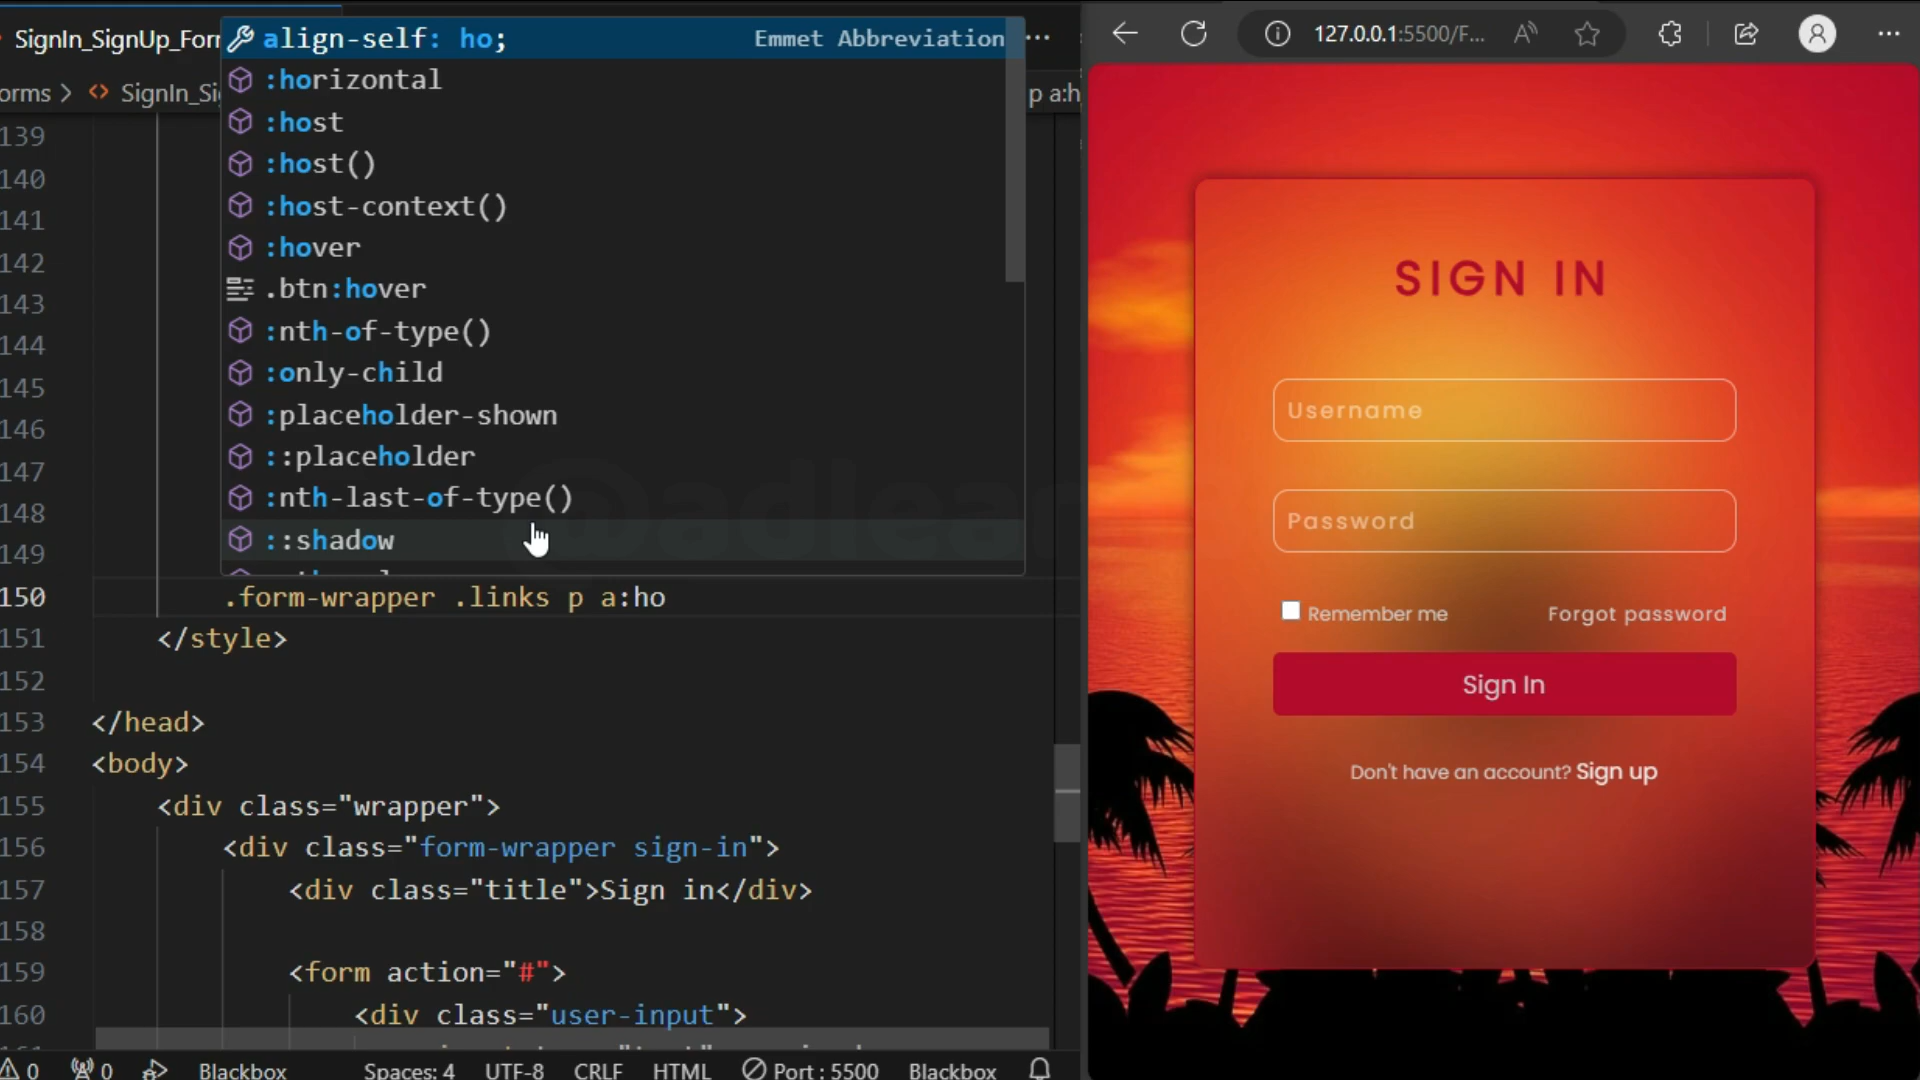 SignIn_SignUp_For
align-self: ho;
Emmet Abbreviation
:horizontal
:host
:host()
:host-context()
:hover
.btn:hover
:nth-of-type()
:only-child
:placeholder-shown
::placeholder
:nth-last-of-type()
::shadow
orms > <> SignIn_Si
p a:h
139
140
141
142
143
144
145
146
147
148
149
150 .form-wrapper .links p a:ho
151 </style>
152
153 </head>
154 <body>
155 <div class="wrapper">
156 <div class="form-wrapper sign-in">
157 <div class="title">Sign in</div>
158
159 <form action="#">
160 <div class="user-input">
0 0 Blackbox Spaces: 4 UTF-8 CRLF HTML Port : 5500 Blackbox
@adlear
127.0.0.1:5500/F...
SIGN IN
Username
Password
Remember me Forgot password
Sign In
Don't have an account? Sign up